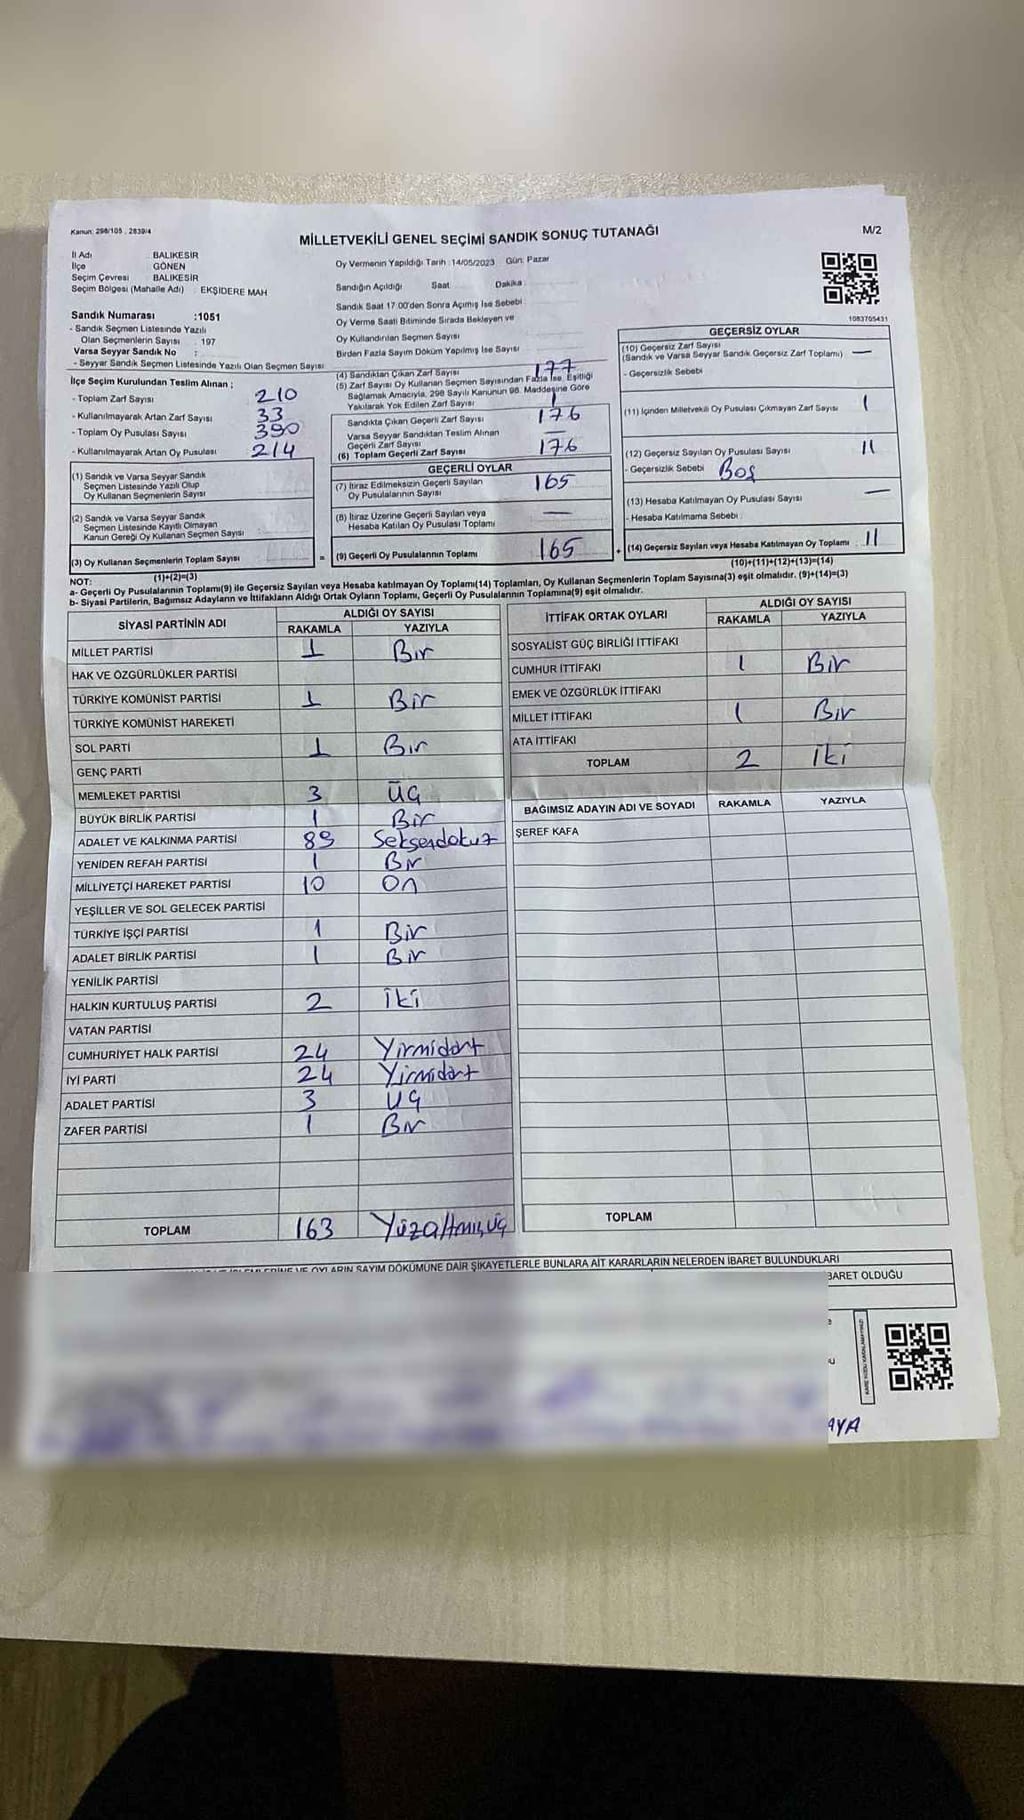 Kanun: 298/105 , 2839/4
MİLLETVEKİLİ GENEL SEÇİMİ SANDIK SONUÇ TUTANAĞI
M/2
İl Adı BALIKESİR
İlçe GÖNEN
Seçim Çevresi BALIKESİR
Seçim Bölgesi (Mahalle Adı) : EKŞİDERE MAH
Oy Vermenin Yapıldığı Tarih : 14/05/2023 Gün: Pazar
Sandığın Açıldığı Saat Dakika
Sandık Saat 17:00'den Sonra Açımış İse Sebebi
Oy Verme Saati Bitiminde Sırada Bekleyen ve
Oy Kullandırılan Seçmen Sayısı
Birden Fazla Sayım Döküm Yapılmış İse Sayısı
1083705431
Sandık Numarası :1051
- Sandık Seçmen Listesinde Yazılı
Olan Seçmenlerin Sayısı : 197
Varsa Seyyar Sandık No :
- Seyyar Sandık Seçmen Listesinde Yazılı Olan Seçmen Sayısı :
İlçe Seçim Kurulundan Teslim Alınan ;
- Toplam Zarf Sayısı 210
- Kullanılmayarak Artan Zarf Sayısı 33
- Toplam Oy Pusulası Sayısı 390
- Kullanılmayarak Artan Oy Pusulası 214
(1) Sandık ve Varsa Seyyar Sandık
Seçmen Listesinde Yazılı Olup
Oy Kullanan Seçmenlerin Sayısı
(2) Sandık ve Varsa Seyyar Sandık
Seçmen Listesinde Kayıtlı Olmayan
Kanun Gereği Oy Kullanan Seçmen Sayısı
(3) Oy Kullanan Seçmenlerin Toplam Sayısı =
(1)+(2)=(3)
(4) Sandıktan Çıkan Zarf Sayısı 177
(5) Zarf Sayısı Oy Kullanan Seçmen Sayısından Fazla İse, Eşitliği
Sağlamak Amacıyla, 298 Sayılı Kanunun 98. Maddesine Göre
Yakılarak Yok Edilen Zarf Sayısı 1
Sandıkta Çıkan Geçerli Zarf Sayısı 176
Varsa Seyyar Sandıktan Teslim Alınan
Geçerli Zarf Sayısı —
(6) Toplam Geçerli Zarf Sayısı 176
GEÇERLİ OYLAR
(7) İtiraz Edilmeksizin Geçerli Sayılan
Oy Pusulalarının Sayısı 165
(8) İtiraz Üzerine Geçerli Sayılan veya
Hesaba Katılan Oy Pusulası Toplamı —
(9) Geçerli Oy Pusulalarının Toplamı 165 +
GEÇERSİZ OYLAR
(10) Geçersiz Zarf Sayısı
(Sandık ve Varsa Seyyar Sandık Geçersiz Zarf Toplamı) —
- Geçersizlik Sebebi
(11) İçinden Milletvekili Oy Pusulası Çıkmayan Zarf Sayısı 1
(12) Geçersiz Sayılan Oy Pusulası Sayısı 11
- Geçersizlik Sebebi Boş
(13) Hesaba Katılmayan Oy Pusulası Sayısı —
- Hesaba Katılmama Sebebi :
(14) Geçersiz Sayılan veya Hesaba Katılmayan Oy Toplamı : 11
(10)+(11)+(12)+(13)=(14)
NOT:
a- Geçerli Oy Pusulalarının Toplamı(9) ile Geçersiz Sayılan veya Hesaba katılmayan Oy Toplamı(14) Toplamları, Oy Kullanan Seçmenlerin Toplam Sayısına(3) eşit olmalıdır. (9)+(14)=(3)
b- Siyasi Partilerin, Bağımsız Adayların ve İttifakların Aldığı Ortak Oyların Toplamı, Geçerli Oy Pusulalarının Toplamına(9) eşit olmalıdır.
SİYASİ PARTİNİN ADI ALDIĞI OY SAYISI
RAKAMLA YAZIYLA
MİLLET PARTİSİ 1 Bir
HAK VE ÖZGÜRLÜKLER PARTİSİ
TÜRKİYE KOMÜNİST PARTİSİ 1 Bir
TÜRKİYE KOMÜNİST HAREKETİ
SOL PARTİ 1 Bir
GENÇ PARTİ
MEMLEKET PARTİSİ 3 Üç
BÜYÜK BİRLİK PARTİSİ 1 Bir
ADALET VE KALKINMA PARTİSİ 89 Seksendokuz
YENİDEN REFAH PARTİSİ 1 Bir
MİLLİYETÇİ HAREKET PARTİSİ 10 On
YEŞİLLER VE SOL GELECEK PARTİSİ
TÜRKİYE İŞÇİ PARTİSİ 1 Bir
ADALET BİRLİK PARTİSİ 1 Bir
YENİLİK PARTİSİ
HALKIN KURTULUŞ PARTİSİ 2 İki
VATAN PARTİSİ
CUMHURİYET HALK PARTİSİ 24 Yirmidört
İYİ PARTİ 24 Yirmidört
ADALET PARTİSİ 3 Üç
ZAFER PARTİSİ 1 Bir
TOPLAM 163 Yüzaltmışüç
İTTİFAK ORTAK OYLARI ALDIĞI OY SAYISI
RAKAMLA YAZIYLA
SOSYALİST GÜÇ BİRLİĞİ İTTİFAKI
CUMHUR İTTİFAKI 1 Bir
EMEK VE ÖZGÜRLÜK İTTİFAKI
MİLLET İTTİFAKI 1 Bir
ATA İTTİFAKI
TOPLAM 2 İki
BAĞIMSIZ ADAYIN ADI VE SOYADI RAKAMLA YAZIYLA
ŞEREF KAFA
TOPLAM
OYLARIN SAYIM DÖKÜMÜNE DAİR ŞİKAYETLERLE BUNLARA AİT KARARLARIN NELERDEN İBARET BULUNDUKLARI
BARET OLDUĞU
AYA